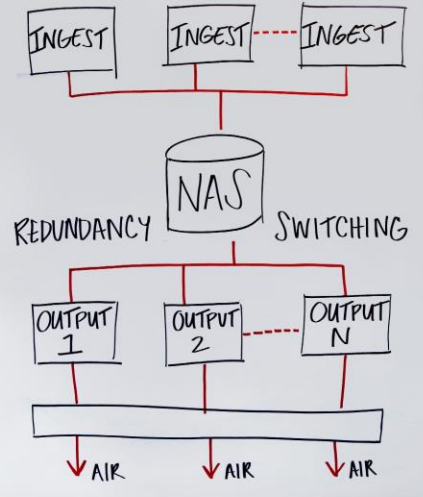 INGEST INGEST INGEST
NAS
REDUNDANCY SWITCHING
OUTPUT 1
OUTPUT 2
OUTPUT N
AIR AIR AIR